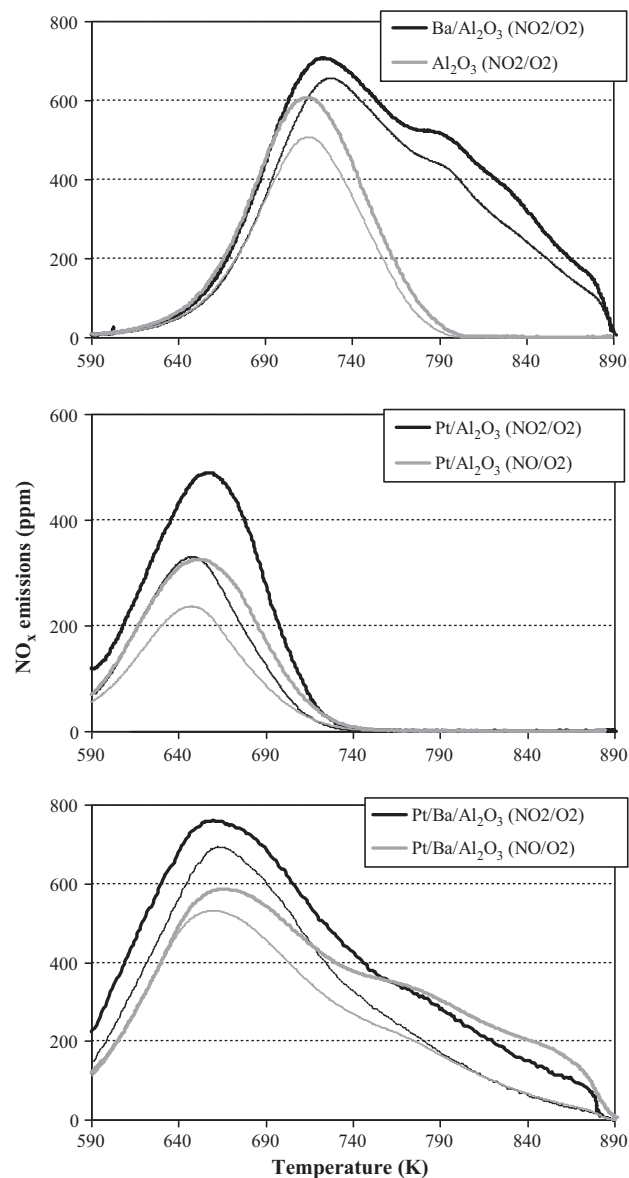 800
600
400
200
0
Ba/Al₂O₃ (NO2/O2)
Al₂O₃ (NO2/O2)
590 640 690 740 790 840 890
600
400
200
0
Pt/Al₂O₃ (NO2/O2)
Pt/Al₂O₃ (NO/O2)
590 640 690 740 790 840 890
NOₓ emissions (ppm)
800
600
400
200
0
Pt/Ba/Al₂O₃ (NO2/O2)
Pt/Ba/Al₂O₃ (NO/O2)
590 640 690 740 790 840 890
Temperature (K)